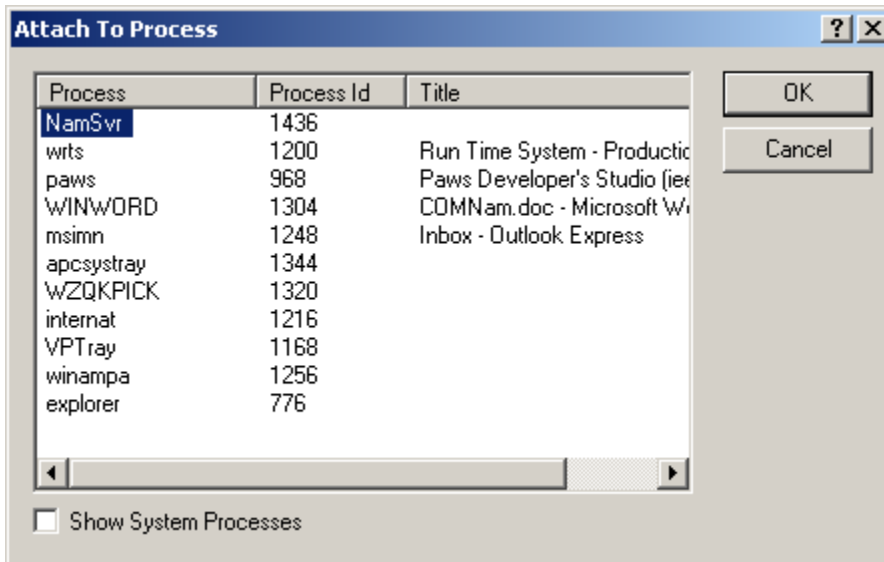 Attach To Process
Process Process Id Title
NamSvr 1436
wrts 1200 Run Time System - Productic
paws 968 Paws Developer's Studio (iee
WINWORD 1304 COMNam.doc - Microsoft W
msimn 1248 Inbox - Outlook Express
apcsystray 1344
WZQKPICK 1320
internat 1216
VPTray 1168
winampa 1256
explorer 776
OK
Cancel
Show System Processes